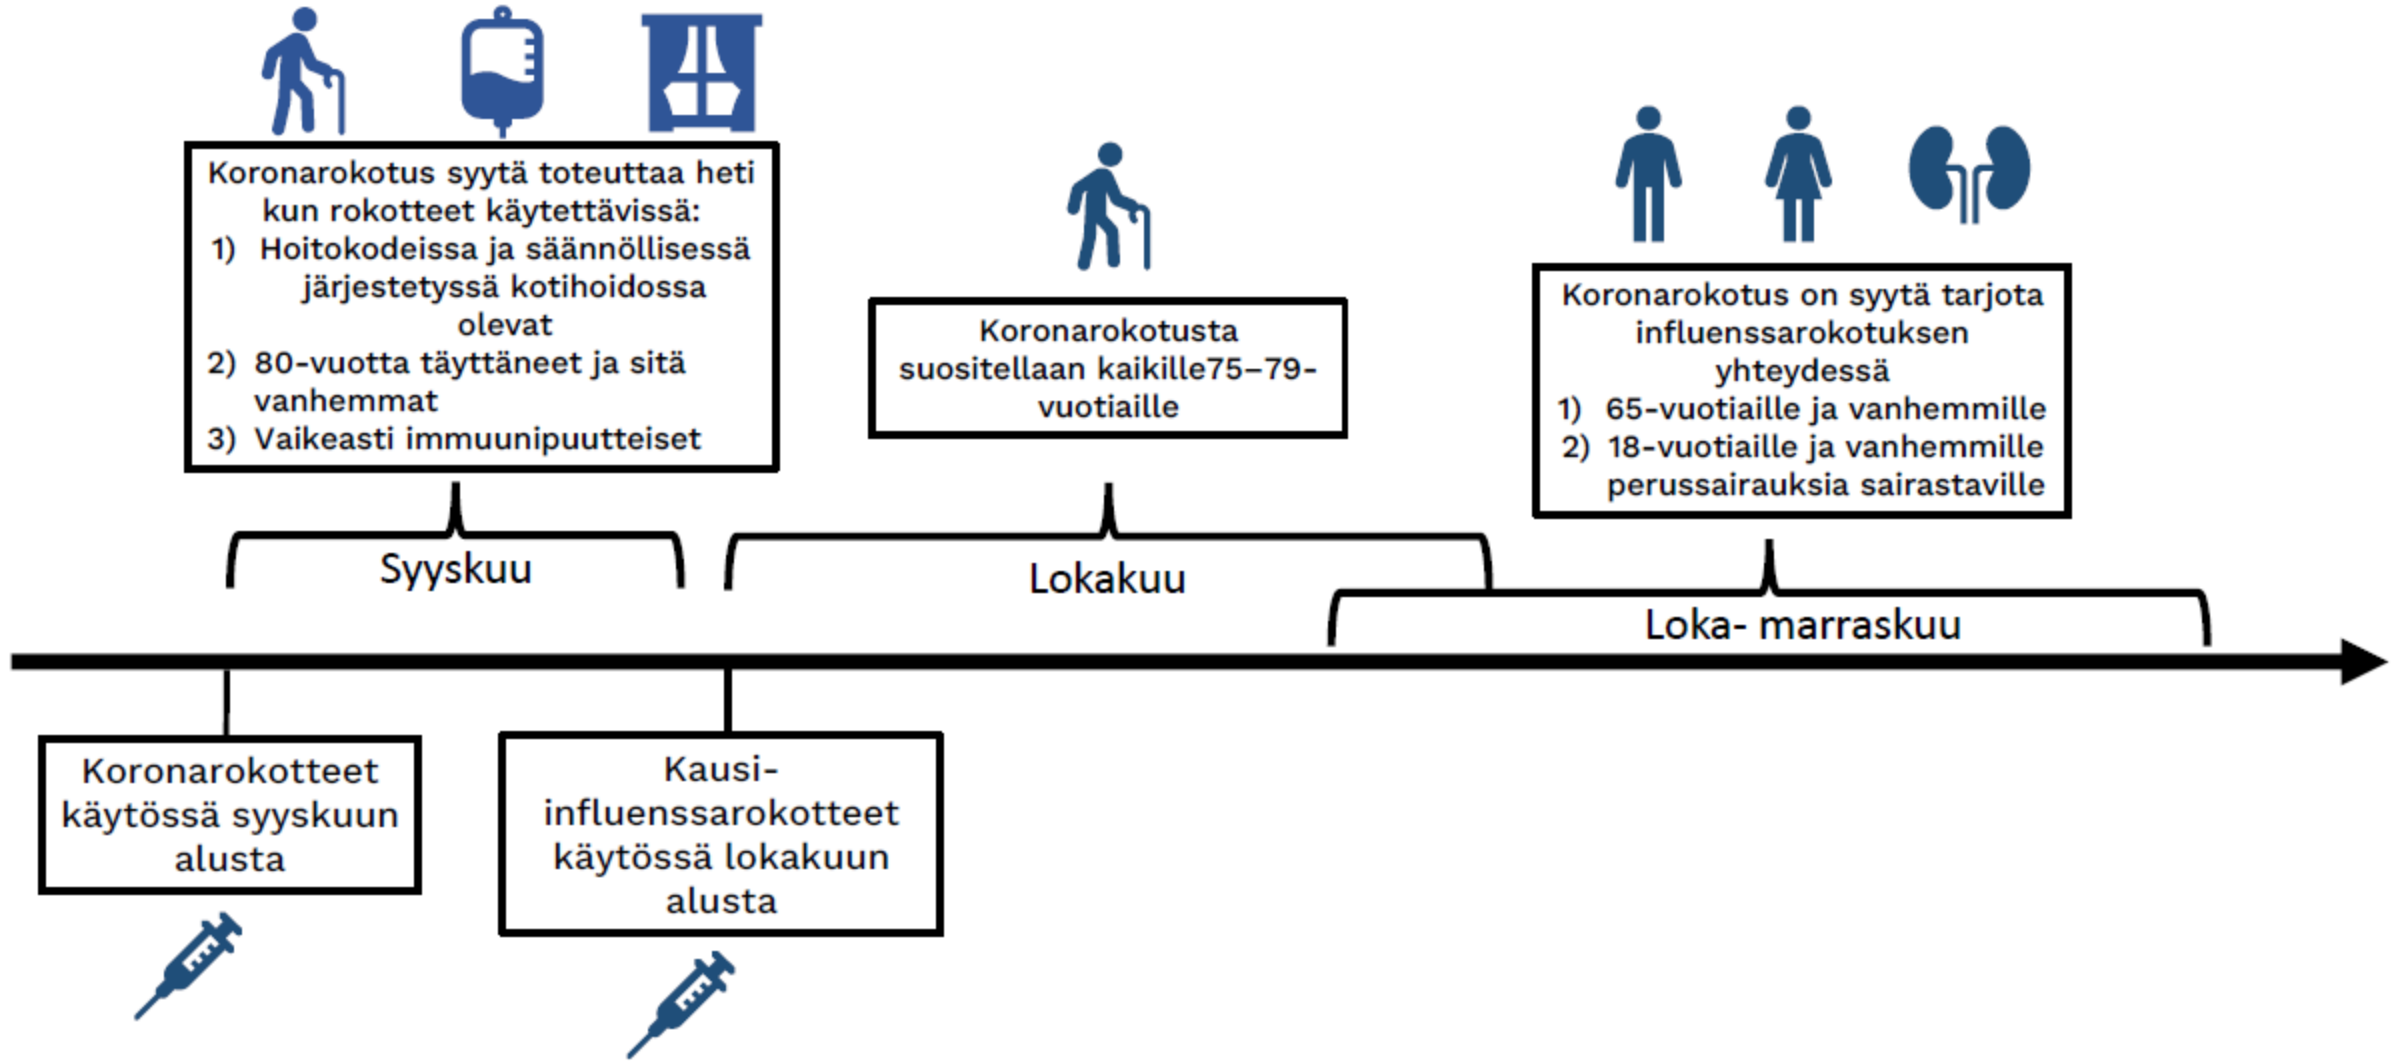 Koronarokotus syytä toteuttaa heti
kun rokotteet käytettävissä:
1) Hoitokodeissa ja säännöllisessä
järjestetyssä kotihoidossa
olevat
2) 80-vuotta täyttäneet ja sitä
vanhemmat
3) Vaikeasti immuunipuutteiset
Syyskuu
Koronarokotusta
suositellaan kaikille75–79-
vuotiaille
Lokakuu
Koronarokotus on syytä tarjota
influenssarokotuksen
yhteydessä
1) 65-vuotiaille ja vanhemmille
2) 18-vuotiaille ja vanhemmille
perussairauksia sairastaville
Loka- marraskuu
Koronarokotteet
käytössä syyskuun
alusta
Kausi-
influenssarokotteet
käytössä lokakuun
alusta